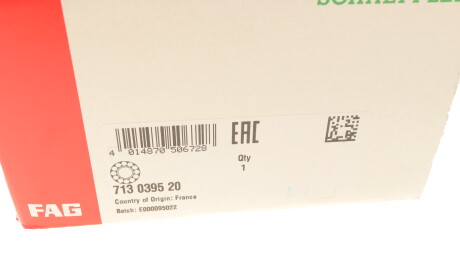 EAC
4 014870 506728
Qty
1
713 0395 20
Country of Origin: France
Batch: E000095022
FAG